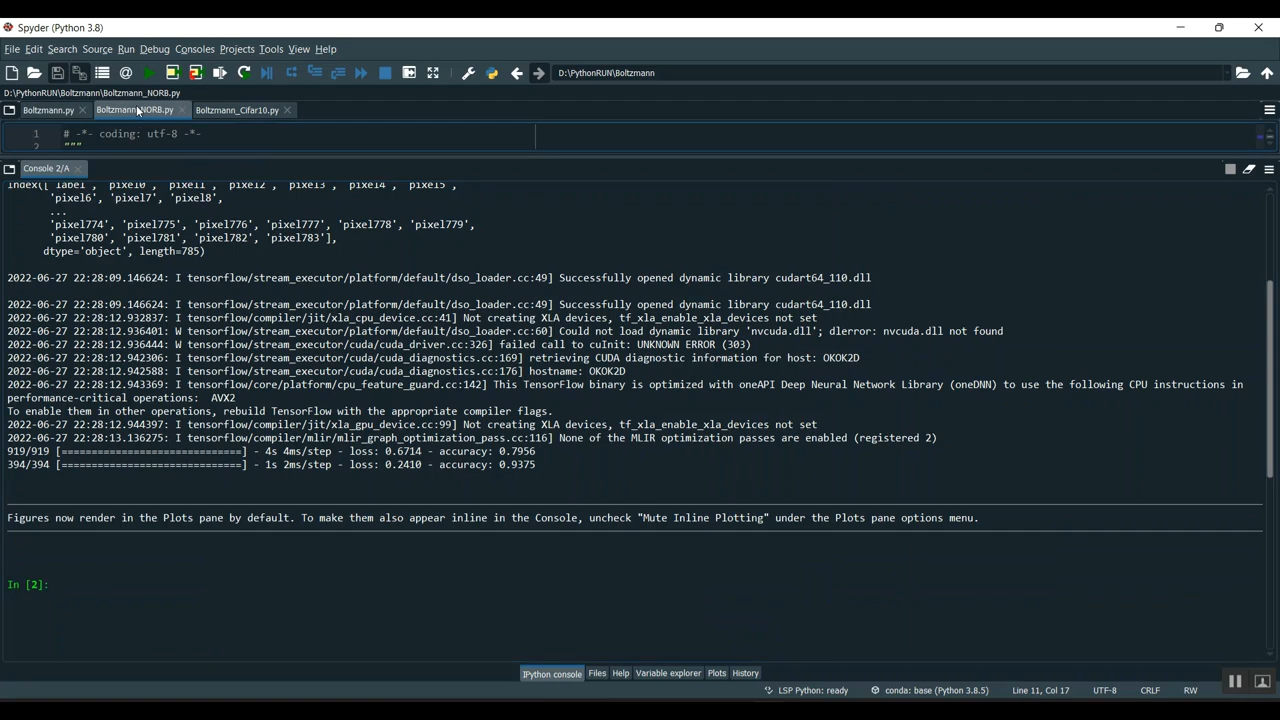 Spyder (Python 3.8)
File Edit Search Source Run Debug Consoles Projects Tools View Help
D:\PythonRUN\Boltzmann
D:\PythonRUN\Boltzmann\Boltzmann_NORB.py
Boltzmann.py Boltzmann_NORB.py Boltzmann_Cifar10.py
1 # -*- coding: utf-8 -*-
2 """
Console 2/A
Index(['label', 'pixel0', 'pixel1', 'pixel2', 'pixel3', 'pixel4', 'pixel5',
'pixel6', 'pixel7', 'pixel8',
...
'pixel774', 'pixel775', 'pixel776', 'pixel777', 'pixel778', 'pixel779',
'pixel780', 'pixel781', 'pixel782', 'pixel783'],
dtype='object', length=785)
2022-06-27 22:28:09.146624: I tensorflow/stream_executor/platform/default/dso_loader.cc:49] Successfully opened dynamic library cudart64_110.dll
2022-06-27 22:28:09.146624: I tensorflow/stream_executor/platform/default/dso_loader.cc:49] Successfully opened dynamic library cudart64_110.dll
2022-06-27 22:28:12.932837: I tensorflow/compiler/jit/xla_cpu_device.cc:41] Not creating XLA devices, tf_xla_enable_xla_devices not set
2022-06-27 22:28:12.936401: W tensorflow/stream_executor/platform/default/dso_loader.cc:60] Could not load dynamic library 'nvcuda.dll'; dlerror: nvcuda.dll not found
2022-06-27 22:28:12.936444: W tensorflow/stream_executor/cuda/cuda_driver.cc:326] failed call to cuInit: UNKNOWN ERROR (303)
2022-06-27 22:28:12.942306: I tensorflow/stream_executor/cuda/cuda_diagnostics.cc:169] retrieving CUDA diagnostic information for host: OKOK2D
2022-06-27 22:28:12.942588: I tensorflow/stream_executor/cuda/cuda_diagnostics.cc:176] hostname: OKOK2D
2022-06-27 22:28:12.943369: I tensorflow/core/platform/cpu_feature_guard.cc:142] This TensorFlow binary is optimized with oneAPI Deep Neural Network Library (oneDNN) to use the following CPU instructions in
performance-critical operations:  AVX2
To enable them in other operations, rebuild TensorFlow with the appropriate compiler flags.
2022-06-27 22:28:12.944397: I tensorflow/compiler/jit/xla_gpu_device.cc:99] Not creating XLA devices, tf_xla_enable_xla_devices not set
2022-06-27 22:28:13.136275: I tensorflow/compiler/mlir/mlir_graph_optimization_pass.cc:116] None of the MLIR optimization passes are enabled (registered 2)
919/919 [==============================] - 4s 4ms/step - loss: 0.6714 - accuracy: 0.7956
394/394 [==============================] - 1s 2ms/step - loss: 0.2410 - accuracy: 0.9375
Figures now render in the Plots pane by default. To make them also appear inline in the Console, uncheck "Mute Inline Plotting" under the Plots pane options menu.
In [2]:
IPython console Files Help Variable explorer Plots History
LSP Python: ready conda: base (Python 3.8.5) Line 11, Col 17 UTF-8 CRLF RW